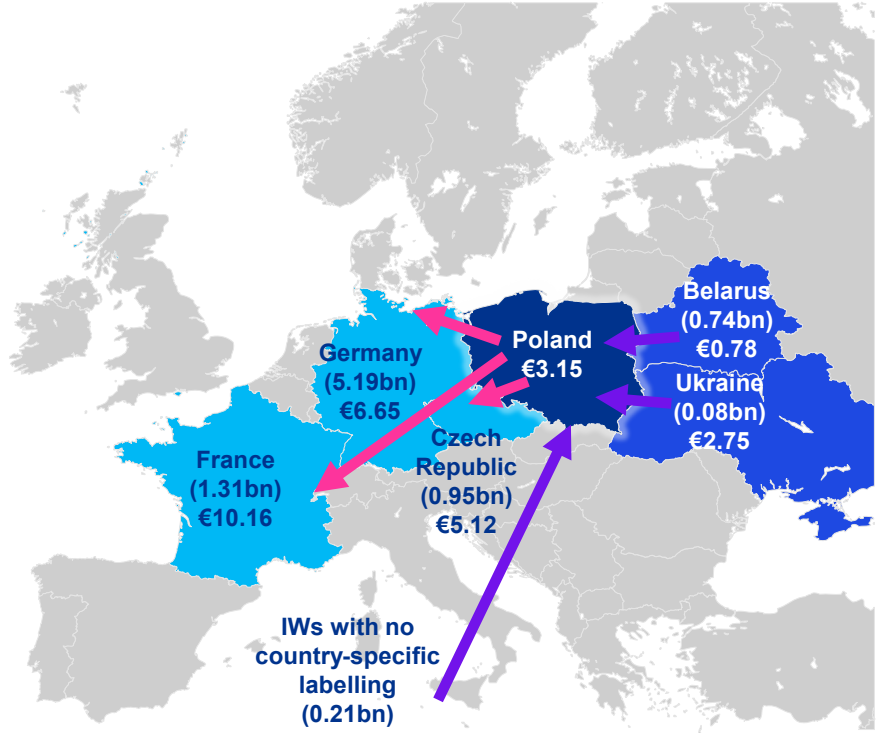 Belarus
(0.74bn)
€0.78
Poland
€3.15
Germany
(5.19bn)
€6.65
Ukraine
(0.08bn)
€2.75
Czech
Republic
(0.95bn)
€5.12
France
(1.31bn)
€10.16
IWs with no
country-specific
labelling
(0.21bn)